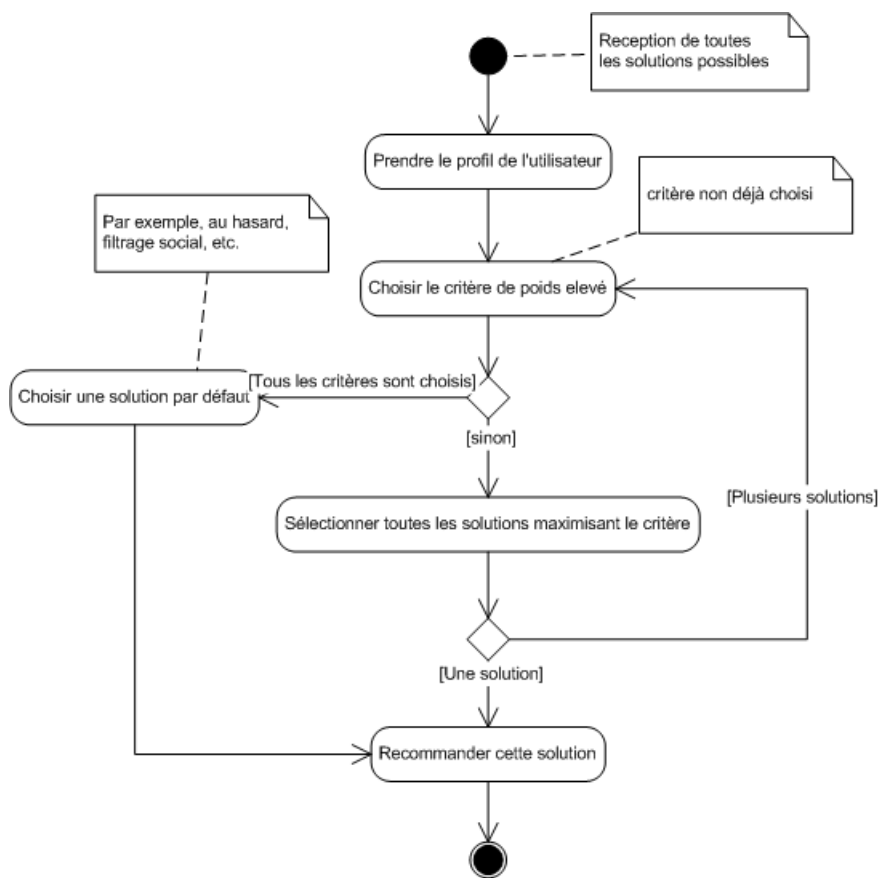 Reception de toutes
les solutions possibles
Prendre le profil de l'utilisateur
critère non déjà choisi
Par exemple, au hasard,
filtrage social, etc.
Choisir le critère de poids elevé
[Tous les critères sont choisis]
Choisir une solution par défaut
[sinon]
[Plusieurs solutions]
Sélectionner toutes les solutions maximisant le critère
[Une solution]
Recommander cette solution